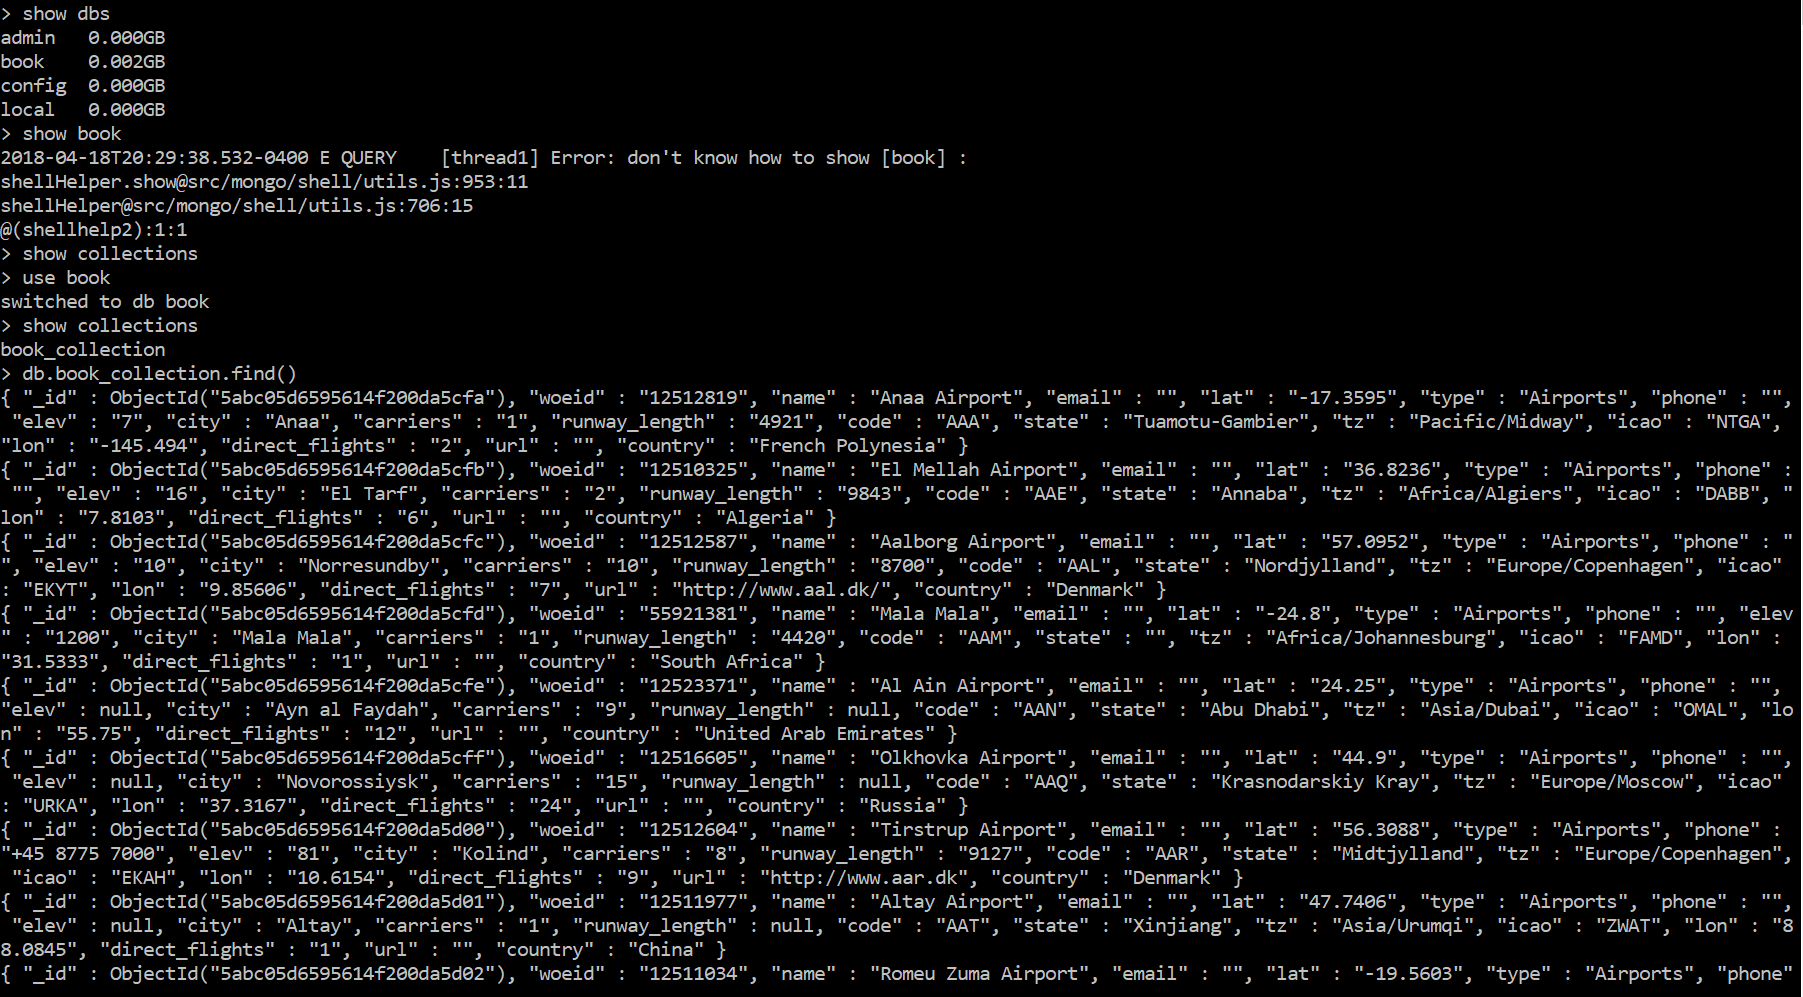 > show dbs
admin   0.000GB
book    0.002GB
config  0.000GB
local   0.000GB
> show book
2018-04-18T20:29:38.532-0400 E QUERY    [thread1] Error: don't know how to show [book] :
shellHelper.show@src/mongo/shell/utils.js:953:11
shellHelper@src/mongo/shell/utils.js:706:15
@(shellhelp2):1:1
> show collections
> use book
switched to db book
> show collections
book_collection
> db.book_collection.find()
{ "_id" : ObjectId("5abc05d6595614f200da5cfa"), "woeid" : "12512819", "name" : "Anaa Airport", "email" : "", "lat" : "-17.3595", "type" : "Airports", "phone" : "",
 "elev" : "7", "city" : "Anaa", "carriers" : "1", "runway_length" : "4921", "code" : "AAA", "state" : "Tuamotu-Gambier", "tz" : "Pacific/Midway", "icao" : "NTGA",
"lon" : "-145.494", "direct_flights" : "2", "url" : "", "country" : "French Polynesia" }
{ "_id" : ObjectId("5abc05d6595614f200da5cfb"), "woeid" : "12510325", "name" : "El Mellah Airport", "email" : "", "lat" : "36.8236", "type" : "Airports", "phone" :
 "", "elev" : "16", "city" : "El Tarf", "carriers" : "2", "runway_length" : "9843", "code" : "AAE", "state" : "Annaba", "tz" : "Africa/Algiers", "icao" : "DABB", "
lon" : "7.8103", "direct_flights" : "6", "url" : "", "country" : "Algeria" }
{ "_id" : ObjectId("5abc05d6595614f200da5cfc"), "woeid" : "12512587", "name" : "Aalborg Airport", "email" : "", "lat" : "57.0952", "type" : "Airports", "phone" : "
", "elev" : "10", "city" : "Norresundby", "carriers" : "10", "runway_length" : "8700", "code" : "AAL", "state" : "Nordjylland", "tz" : "Europe/Copenhagen", "icao"
: "EKYT", "lon" : "9.85606", "direct_flights" : "7", "url" : "http://www.aal.dk/", "country" : "Denmark" }
{ "_id" : ObjectId("5abc05d6595614f200da5cfd"), "woeid" : "55921381", "name" : "Mala Mala", "email" : "", "lat" : "-24.8", "type" : "Airports", "phone" : "", "elev
" : "1200", "city" : "Mala Mala", "carriers" : "1", "runway_length" : "4420", "code" : "AAM", "state" : "", "tz" : "Africa/Johannesburg", "icao" : "FAMD", "lon" :
"31.5333", "direct_flights" : "1", "url" : "", "country" : "South Africa" }
{ "_id" : ObjectId("5abc05d6595614f200da5cfe"), "woeid" : "12523371", "name" : "Al Ain Airport", "email" : "", "lat" : "24.25", "type" : "Airports", "phone" : "",
"elev" : null, "city" : "Ayn al Faydah", "carriers" : "9", "runway_length" : null, "code" : "AAN", "state" : "Abu Dhabi", "tz" : "Asia/Dubai", "icao" : "OMAL", "lo
n" : "55.75", "direct_flights" : "12", "url" : "", "country" : "United Arab Emirates" }
{ "_id" : ObjectId("5abc05d6595614f200da5cff"), "woeid" : "12516605", "name" : "Olkhovka Airport", "email" : "", "lat" : "44.9", "type" : "Airports", "phone" : "",
 "elev" : null, "city" : "Novorossiysk", "carriers" : "15", "runway_length" : null, "code" : "AAQ", "state" : "Krasnodarskiy Kray", "tz" : "Europe/Moscow", "icao"
: "URKA", "lon" : "37.3167", "direct_flights" : "24", "url" : "", "country" : "Russia" }
{ "_id" : ObjectId("5abc05d6595614f200da5d00"), "woeid" : "12512604", "name" : "Tirstrup Airport", "email" : "", "lat" : "56.3088", "type" : "Airports", "phone" :
"+45 8775 7000", "elev" : "81", "city" : "Kolind", "carriers" : "8", "runway_length" : "9127", "code" : "AAR", "state" : "Midtjylland", "tz" : "Europe/Copenhagen",
 "icao" : "EKAH", "lon" : "10.6154", "direct_flights" : "9", "url" : "http://www.aar.dk", "country" : "Denmark" }
{ "_id" : ObjectId("5abc05d6595614f200da5d01"), "woeid" : "12511977", "name" : "Altay Airport", "email" : "", "lat" : "47.7406", "type" : "Airports", "phone" : "",
"elev" : null, "city" : "Altay", "carriers" : "1", "runway_length" : null, "code" : "AAT", "state" : "Xinjiang", "tz" : "Asia/Urumqi", "icao" : "ZWAT", "lon" : "8
8.0845", "direct_flights" : "1", "url" : "", "country" : "China" }
{ "_id" : ObjectId("5abc05d6595614f200da5d02"), "woeid" : "12511034", "name" : "Romeu Zuma Airport", "email" : "", "lat" : "-19.5603", "type" : "Airports", "phone"